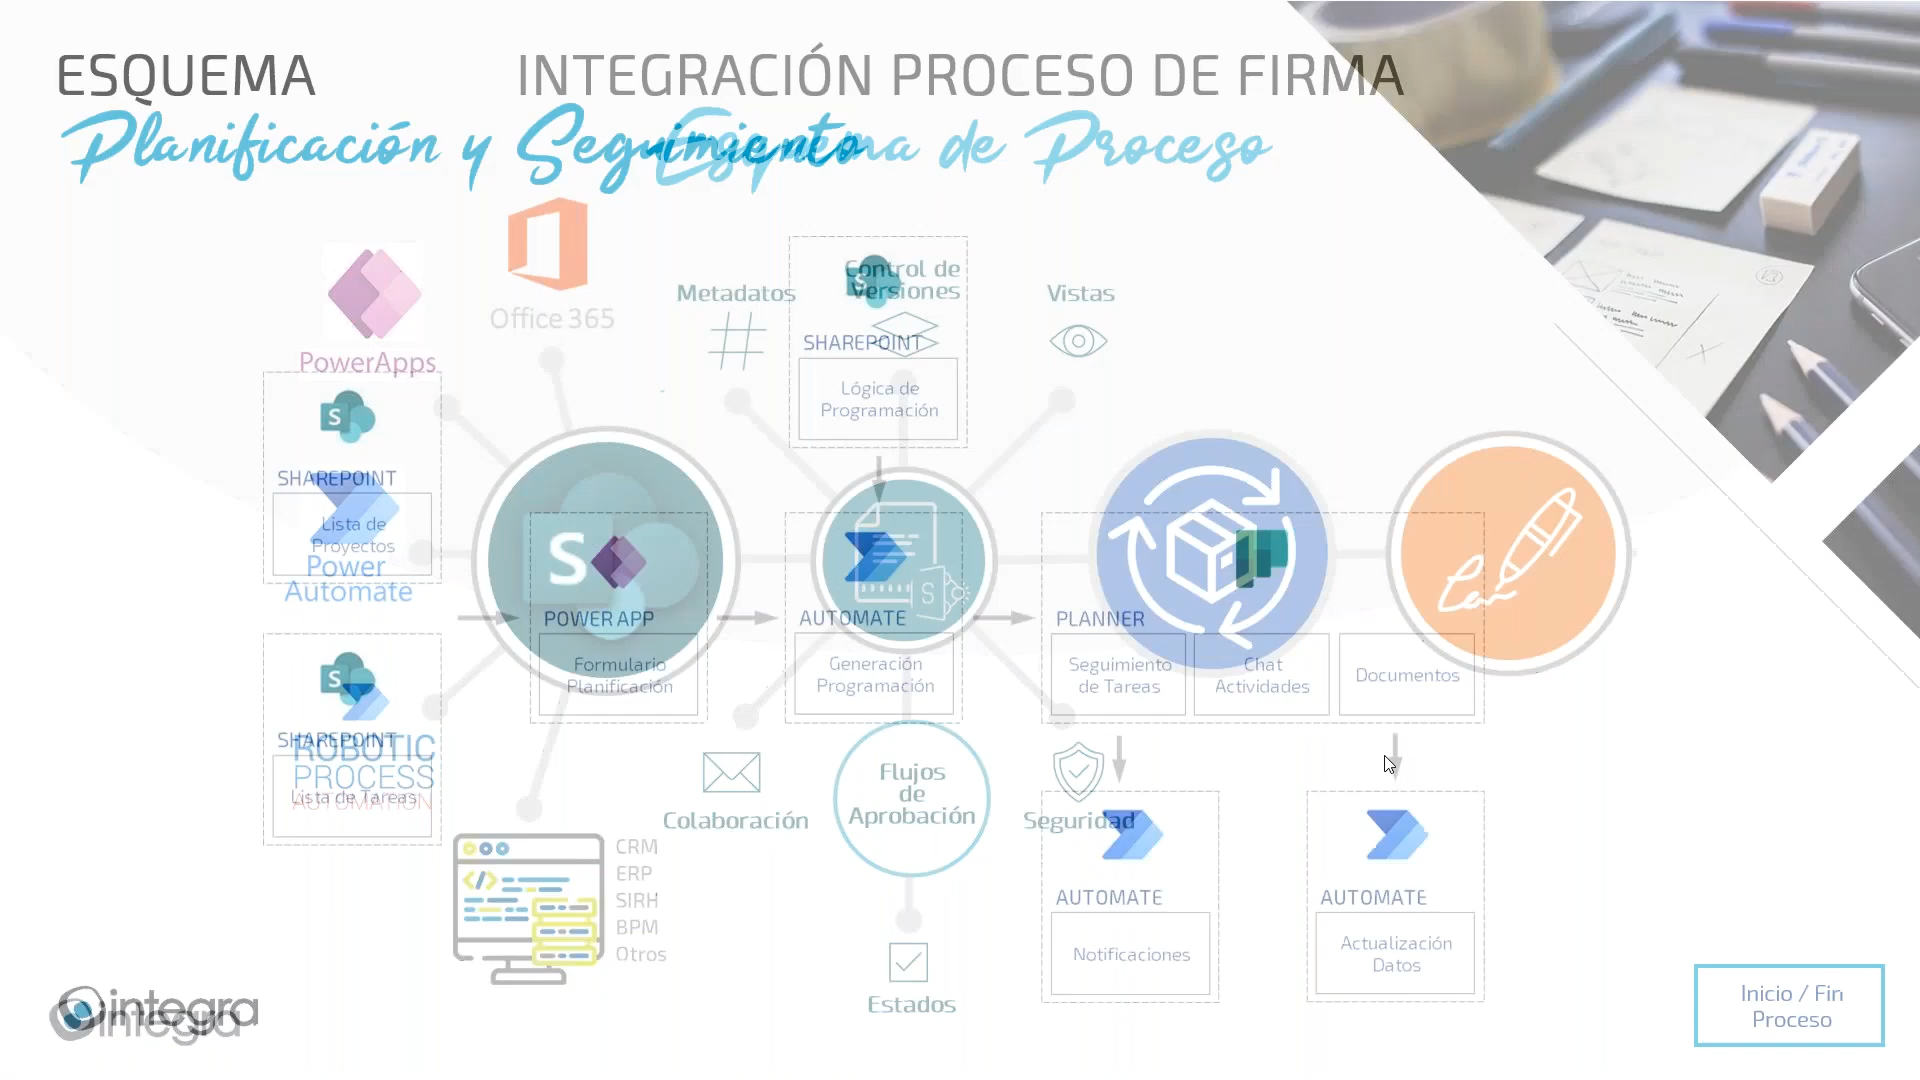 ESQUEMA
INTEGRACIÓN PROCESO DE FIRMA
Planificación y Seguimiento
Esquema de Proceso
Office 365
PowerApps
Metadatos
Control de
Versiones
Vistas
SHAREPOINT
Lógica de
Programación
SHAREPOINT
Lista de
Proyectos
Power
Automate
S
POWER APP
Formulario
Planificación
AUTOMATE
Generación
Programación
PLANNER
Seguimiento
de Tareas
Chat
Actividades
Documentos
SHAREPOINT
Lista de Tareas
ROBOTIC
PROCESS
AUTOMATION
Colaboración
Flujos
de
Aprobación
Seguridad
CRM
ERP
SIRH
BPM
Otros
Estados
AUTOMATE
Notificaciones
AUTOMATE
Actualización
Datos
integra
integra
Inicio / Fin
Proceso